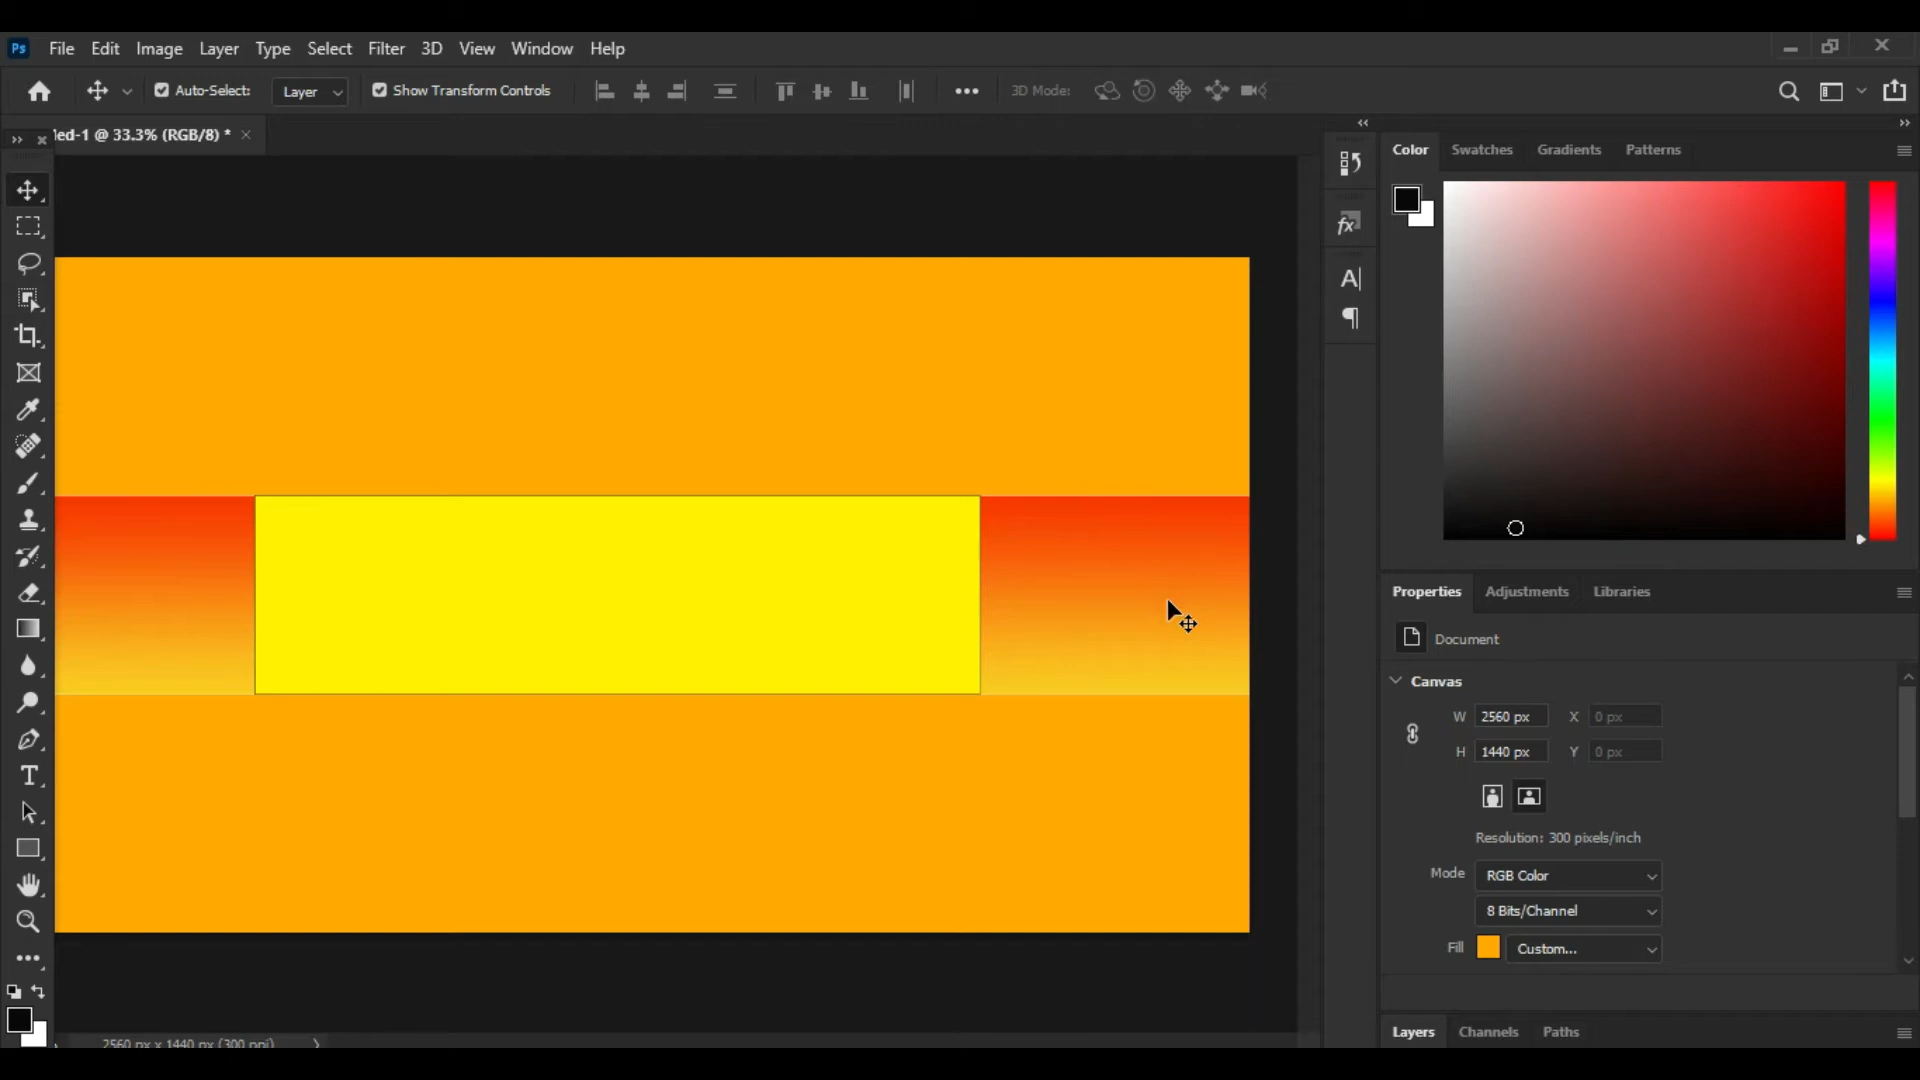 Ps File Edit Image Layer Type Select Filter 3D View Window Help
Auto-Select: Layer Show Transform Controls 3D Mode:
led-1 @ 33.3% (RGB/8) *
Color Swatches Gradients Patterns
fx
A
Properties Adjustments Libraries
Document
Canvas
W 2560 px X 0 px
H 1440 px Y 0 px
Resolution: 300 pixels/inch
Mode RGB Color
8 Bits/Channel
Fill Custom...
T
Layers Channels Paths
2560 px x 1440 px (300 ppi)